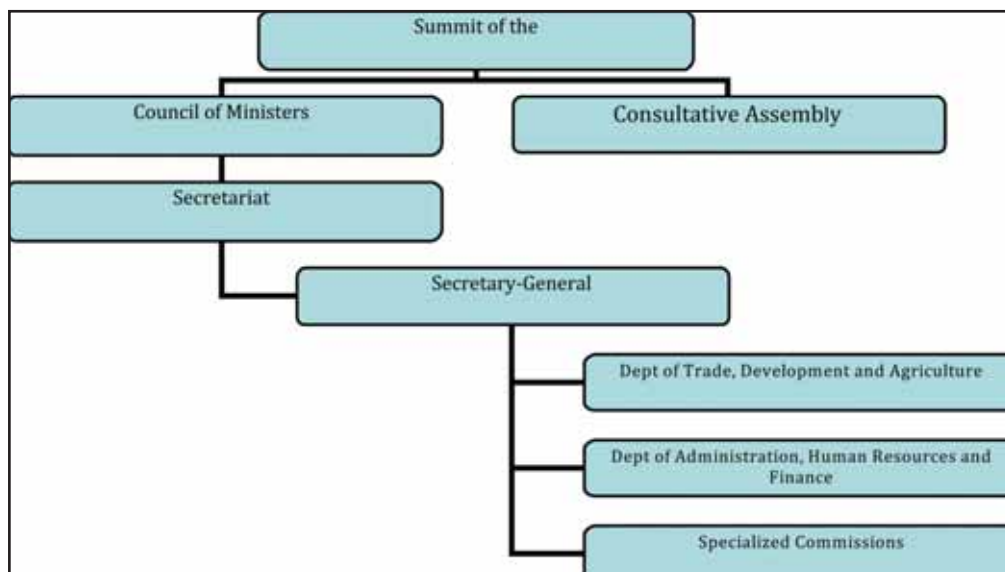 Summit of the
Council of Ministers
Consultative Assembly
Secretariat
Secretary-General
Dept of Trade, Development and Agriculture
Dept of Administration, Human Resources and
Finance
Specialized Commissions